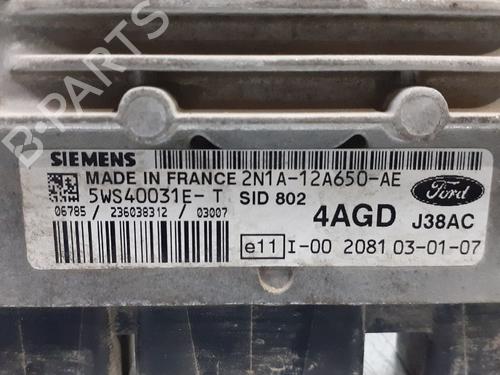 SIEMENS
MADE IN FRANCE 2N1A-12A650-AE
5WS40031E- T SID 802
06785 / 236038312 / 03007
4AGD J38AC
Ford
e11 I-00 2081 03-01-07
B-PARTS